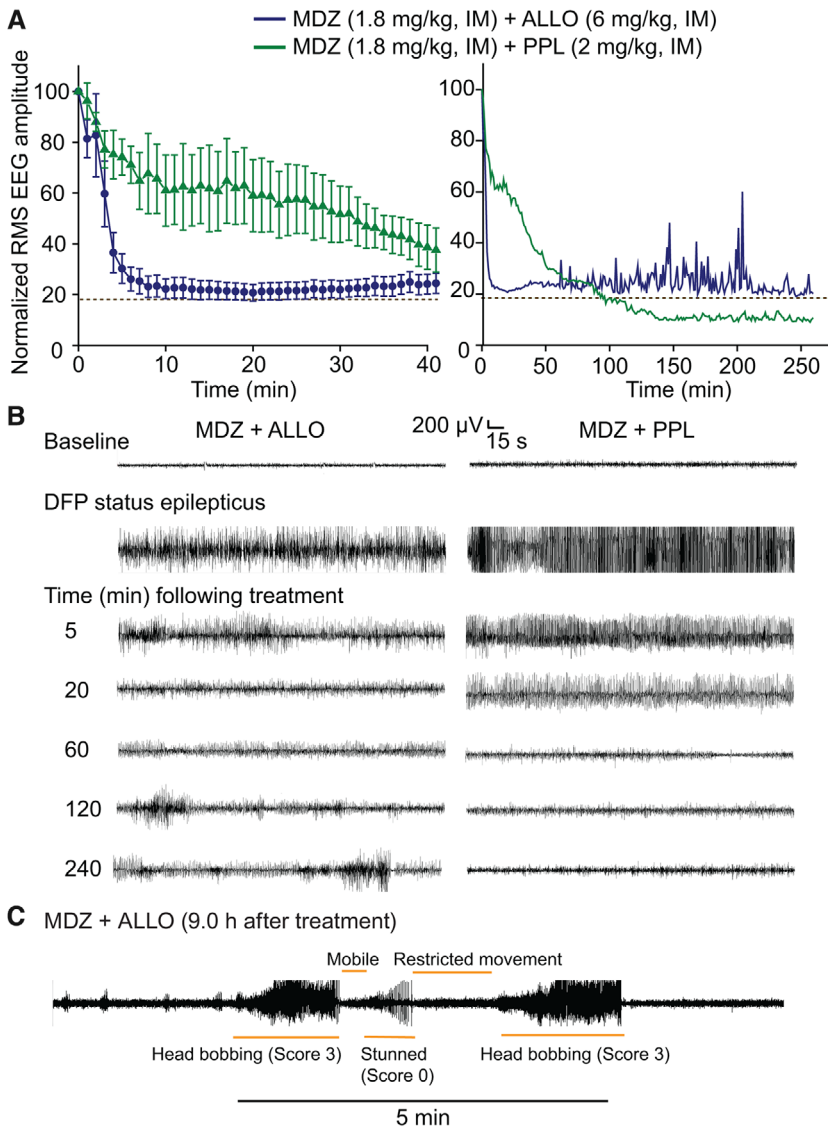 A
MDZ (1.8 mg/kg, IM) + ALLO (6 mg/kg, IM)
MDZ (1.8 mg/kg, IM) + PPL (2 mg/kg, IM)
Normalized RMS EEG amplitude
100
80
60
40
20
0
0 10 20 30 40
Time (min)
100
80
60
40
20
0
0 50 100 150 200 250
Time (min)
B
MDZ + ALLO
200 µV
15 s
MDZ + PPL
Baseline
DFP status epilepticus
Time (min) following treatment
5
20
60
120
240
C MDZ + ALLO (9.0 h after treatment)
Mobile Restricted movement
Head bobbing (Score 3) Stunned Head bobbing (Score 3)
(Score 0)
5 min